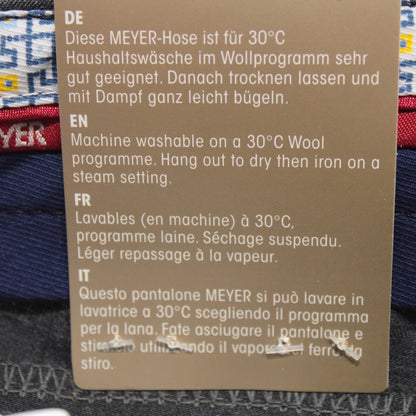 DE
Diese MEYER-Hose ist für 30°C
Haushaltswäsche im Wollprogramm sehr
gut geeignet. Danach trocknen lassen und
mit Dampf ganz leicht bügeln.
EYER
EN
Machine washable on a 30°C Wool
programme. Hang out to dry then iron on a
steam setting.
FR
Lavables (en machine) à 30°C,
programme laine. Séchage suspendu.
Léger repassage à la vapeur.
IT
Questo pantalone MEYER si può lavare in
lavatrice a 30°C scegliendo il programma
per la lana. Fate asciugare il pantalone e
stiratelo utilizzando il vapore del ferro da
stiro.